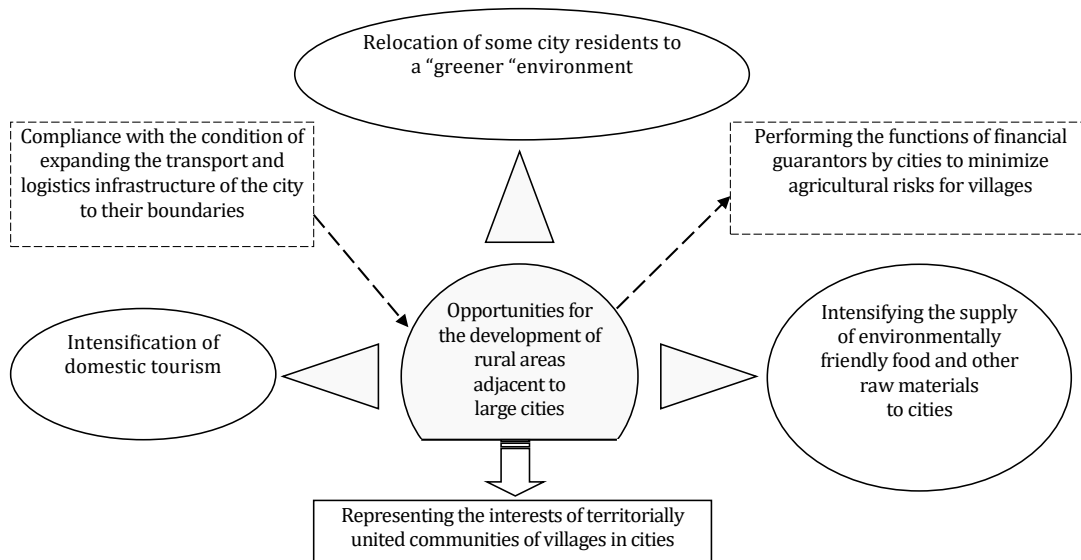 Relocation of some city residents to
a “greener “environment
Compliance with the condition of
expanding the transport and
logistics infrastructure of the city
to their boundaries
Performing the functions of financial
guarantors by cities to minimize
agricultural risks for villages
Intensification of
domestic tourism
Opportunities for
the development of
rural areas
adjacent to
large cities
Intensifying the supply
of environmentally
friendly food and other
raw materials
to cities
Representing the interests of territorially
united communities of villages in cities